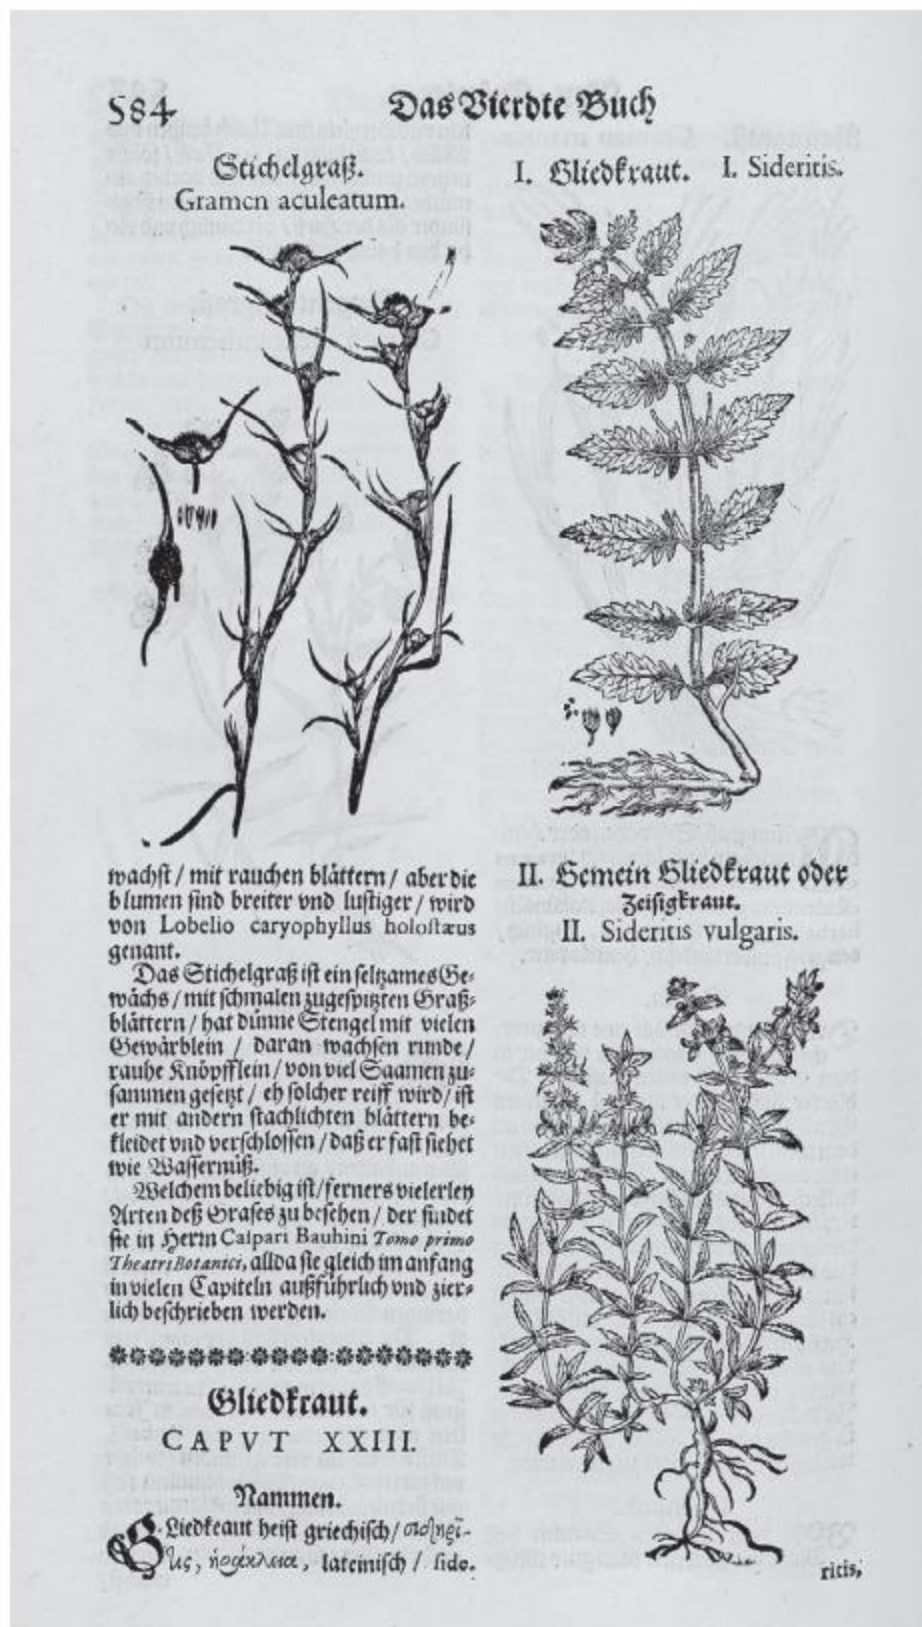 584
Das Vierdte Buch
Stichelgraß.
Gramen aculeatum.
I. Gliedkraut. I. Sideritis.
wachst / mit rauchen blättern / aber die
blumen sind breiter vnd lustiger / wird
von Lobelio caryophyllus holostæus
genant.
Das Stichelgraß ist ein seltzames Ge-
wächs / mit schmalen zugespitzten Graß-
blättern / hat dünne Stengel mit vielen
Gewärblein / daran wachsen runde /
rauhe Knöpfflein / von viel Saamen zu-
sammen gesetzt / eh solcher reiff wird / ist
er mit andern stachlichten blättern be-
kleidet vnd verschlossen / daß er fast siehet
wie Wassernüß.
Welchem beliebig ist / ferners vielerley
Arten deß Grases zu besehen / der findet
sie in Herrn Caspari Bauhini Tomo primo
Theatri Botanici, allda sie gleich im anfang
in vielen Capiteln außführlich vnd zier-
lich beschrieben werden.
Gliedkraut.
CAPVT XXIII.
Nammen.
Gliedkraut heist griechisch / σιδηρῖ-
τις, ἡράκλεια, lateinisch / side-
II. Gemein Gliedkraut oder
Zeisigkraut.
II. Sideritis vulgaris.
ritis,